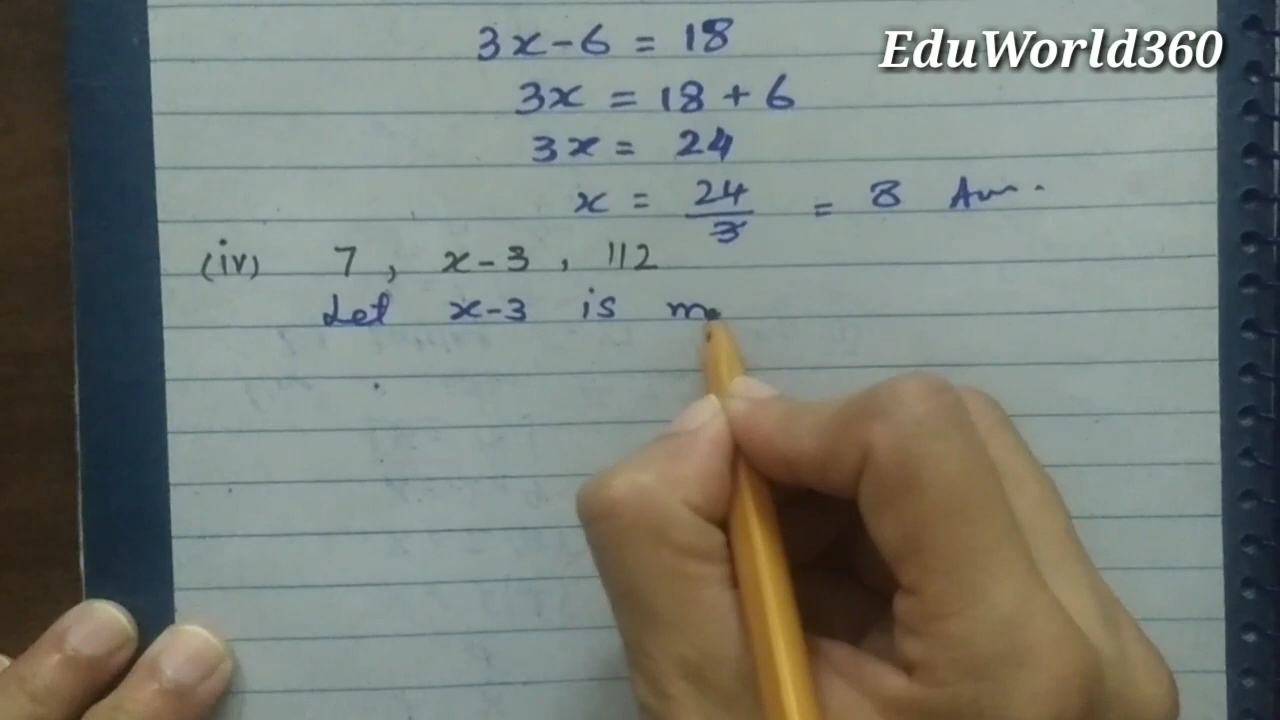 3x - 6 = 18
EduWorld360
3x = 18 + 6
3x = 24
x = 24/3 = 8 Ans.
(iv) 7, x - 3, 112
Let x - 3 is m